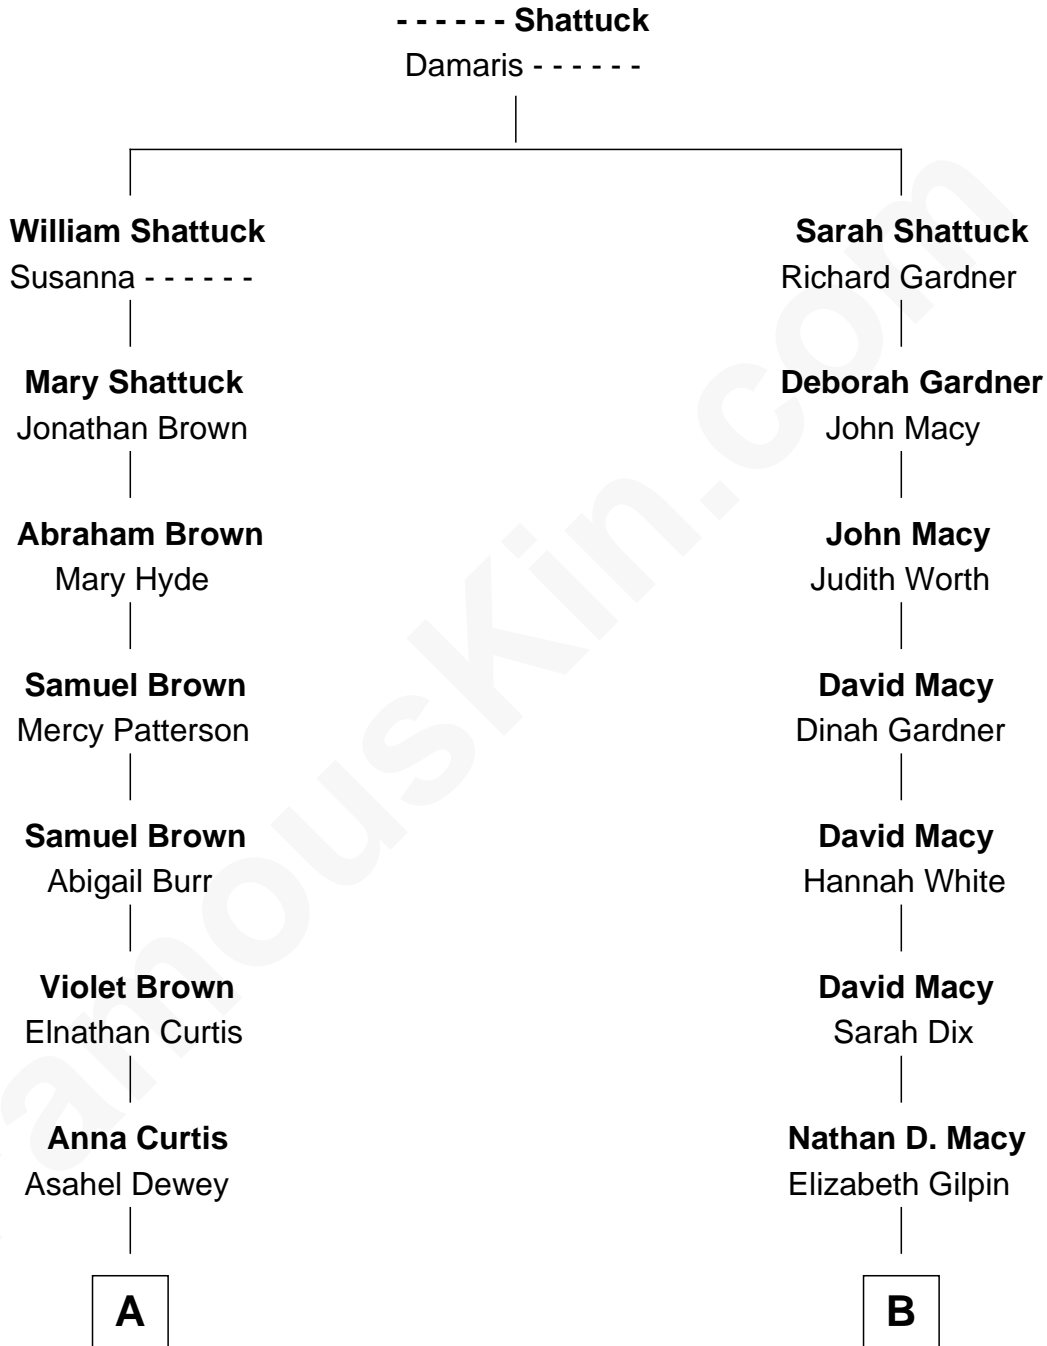 - - - - - - Shattuck
Damaris - - - - - -
William Shattuck
Susanna - - - - - -
Sarah Shattuck
Richard Gardner
Mary Shattuck
Jonathan Brown
Deborah Gardner
John Macy
Abraham Brown
Mary Hyde
John Macy
Judith Worth
Samuel Brown
Mercy Patterson
David Macy
Dinah Gardner
Samuel Brown
Abigail Burr
David Macy
Hannah White
Violet Brown
Elnathan Curtis
David Macy
Sarah Dix
Anna Curtis
Asahel Dewey
Nathan D. Macy
Elizabeth Gilpin
A
B
amouskin.com